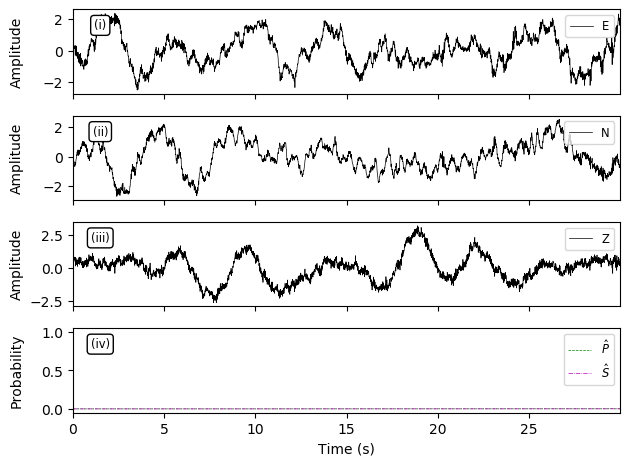 Amplitude
2
0
−2
(i)
E
Amplitude
2
0
−2
(ii)
N
Amplitude
2.5
0.0
−2.5
(iii)
Z
Probability
1.0
0.5
0.0
(iv)
P̂
Ŝ
0 5 10 15 20 25
Time (s)